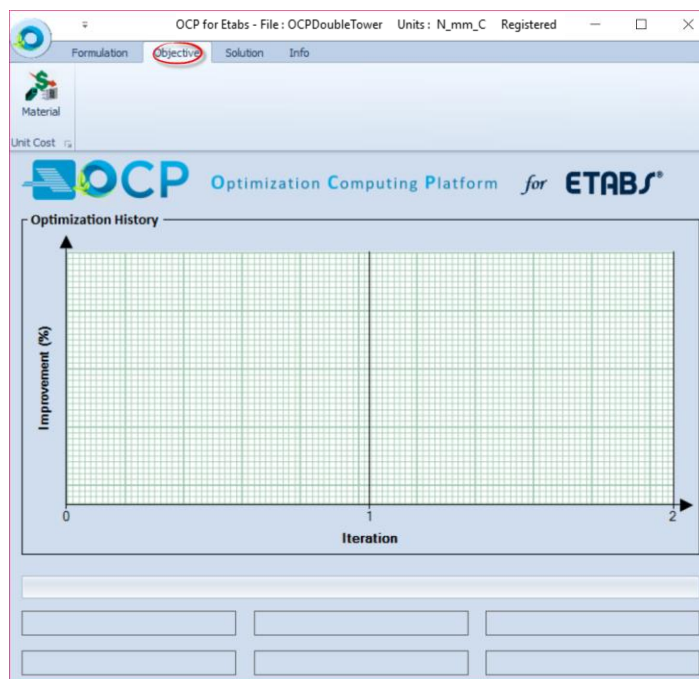 OCP for Etabs - File : OCPDoubleTower Units : N_mm_C Registered
Formulation Objective Solution Info
Material
Unit Cost
OCP Optimization Computing Platform for ETABS®
Optimization History
Improvement (%)
0 1 2
Iteration